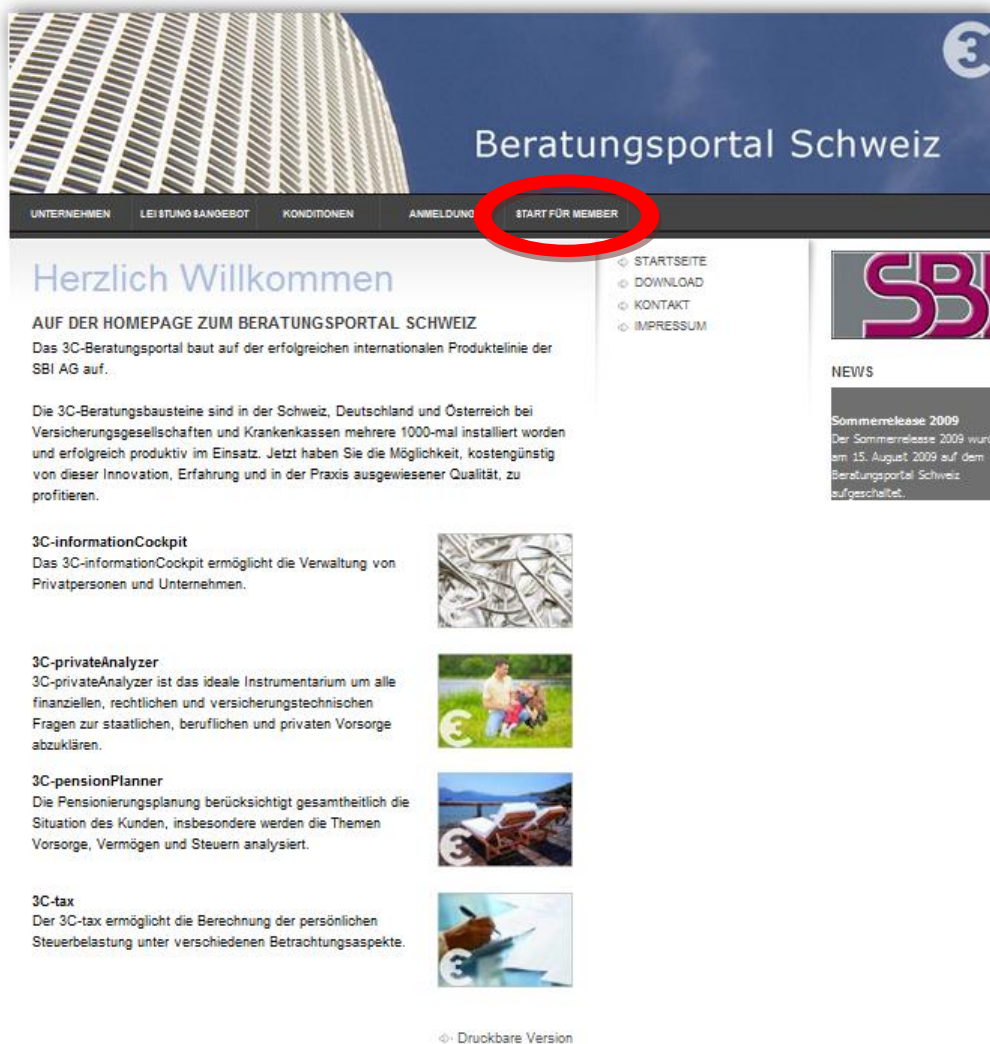 Beratungsportal Schweiz
UNTERNEHMEN
LEISTUNGSANGEBOT
KONDITIONEN
ANMELDUNG
START FÜR MEMBER
Herzlich Willkommen
AUF DER HOMEPAGE ZUM BERATUNGSPORTAL SCHWEIZ
Das 3C-Beratungsportal baut auf der erfolgreichen internationalen Produktelinie der
SBI AG auf.
Die 3C-Beratungsbausteine sind in der Schweiz, Deutschland und Österreich bei
Versicherungsgesellschaften und Krankenkassen mehrere 1000-mal installiert worden
und erfolgreich produktiv im Einsatz. Jetzt haben Sie die Möglichkeit, kostengünstig
von dieser Innovation, Erfahrung und in der Praxis ausgewiesener Qualität, zu
profitieren.
3C-informationCockpit
Das 3C-informationCockpit ermöglicht die Verwaltung von
Privatpersonen und Unternehmen.
3C-privateAnalyzer
3C-privateAnalyzer ist das ideale Instrumentarium um alle
finanziellen, rechtlichen und versicherungstechnischen
Fragen zur staatlichen, beruflichen und privaten Vorsorge
abzuklären.
3C-pensionPlanner
Die Pensionierungsplanung berücksichtigt gesamtheitlich die
Situation des Kunden, insbesondere werden die Themen
Vorsorge, Vermögen und Steuern analysiert.
3C-tax
Der 3C-tax ermöglicht die Berechnung der persönlichen
Steuerbelastung unter verschiedenen Betrachtungsaspekte.
Druckbare Version
STARTSEITE
DOWNLOAD
KONTAKT
IMPRESSUM
SBI
NEWS
Sommerrelease 2009
Der Sommerrelease 2009 wurd
am 15. August 2009 auf dem
Beratungsportal Schweiz
aufgeschaltet.